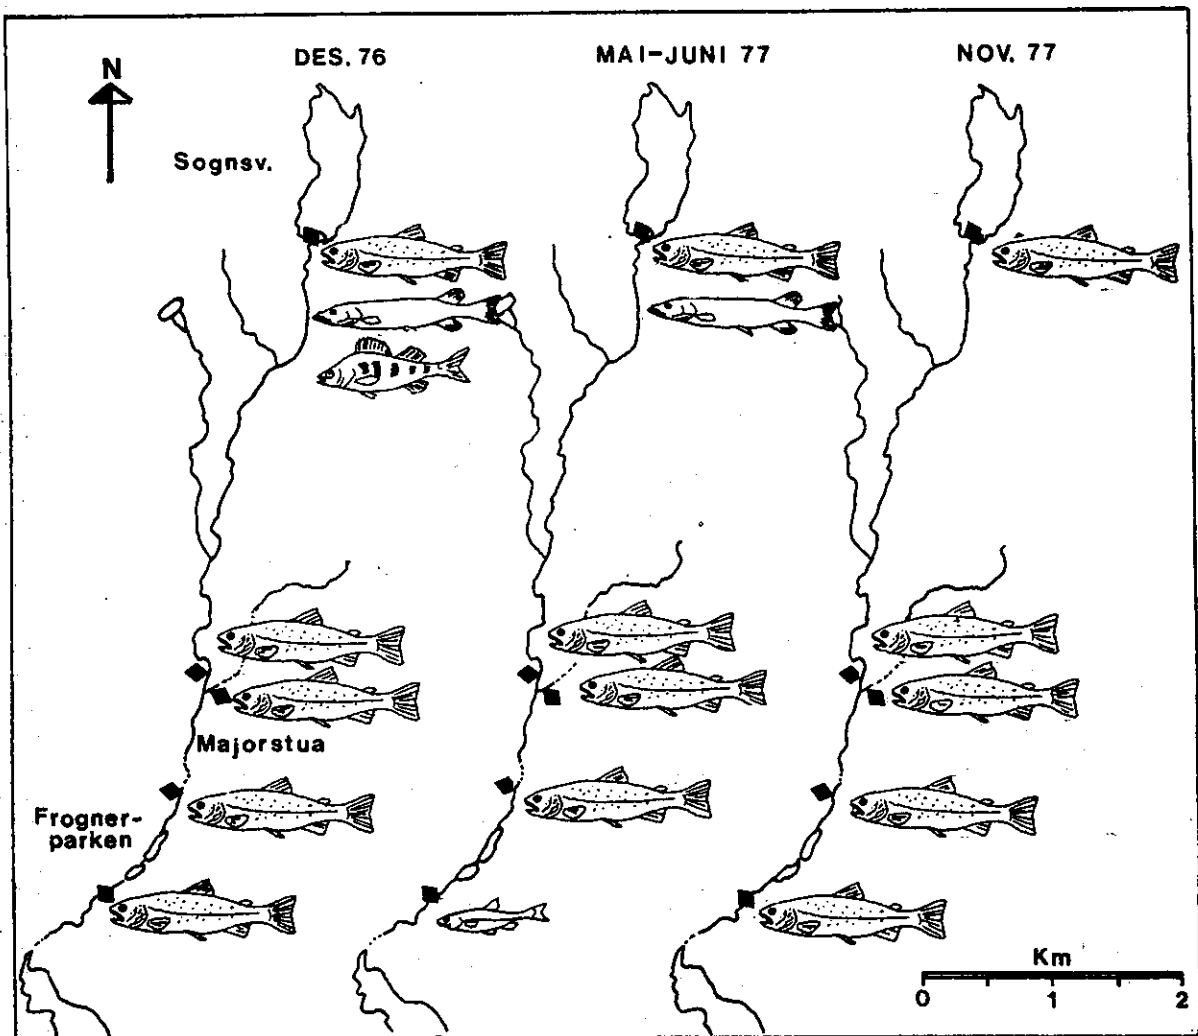 DES. 76
MAI-JUNI 77
NOV. 77
N
Sognsv.
Majorstua
Frogner-
parken
Km
0 1 2